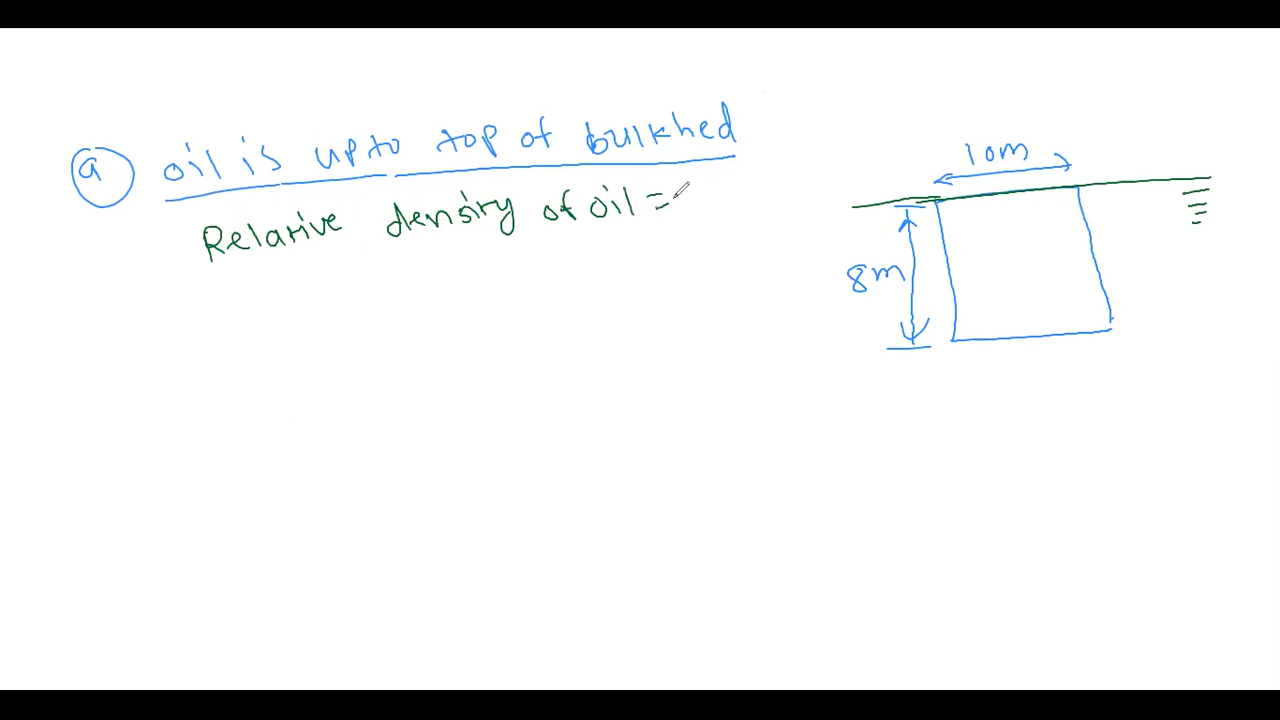 a oil is upto top of bulkhed
Relative density of oil =
10m
8m